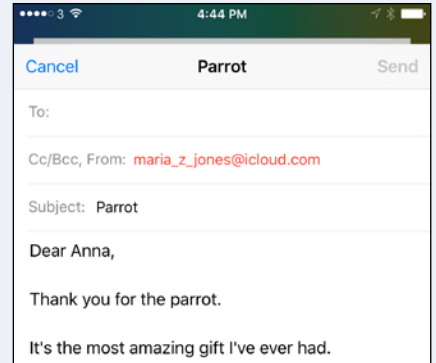 3 4:44 PM
Cancel Parrot Send
To:
Cc/Bcc, From: maria_z_jones@icloud.com
Subject: Parrot
Dear Anna,
Thank you for the parrot.
It's the most amazing gift I've ever had.